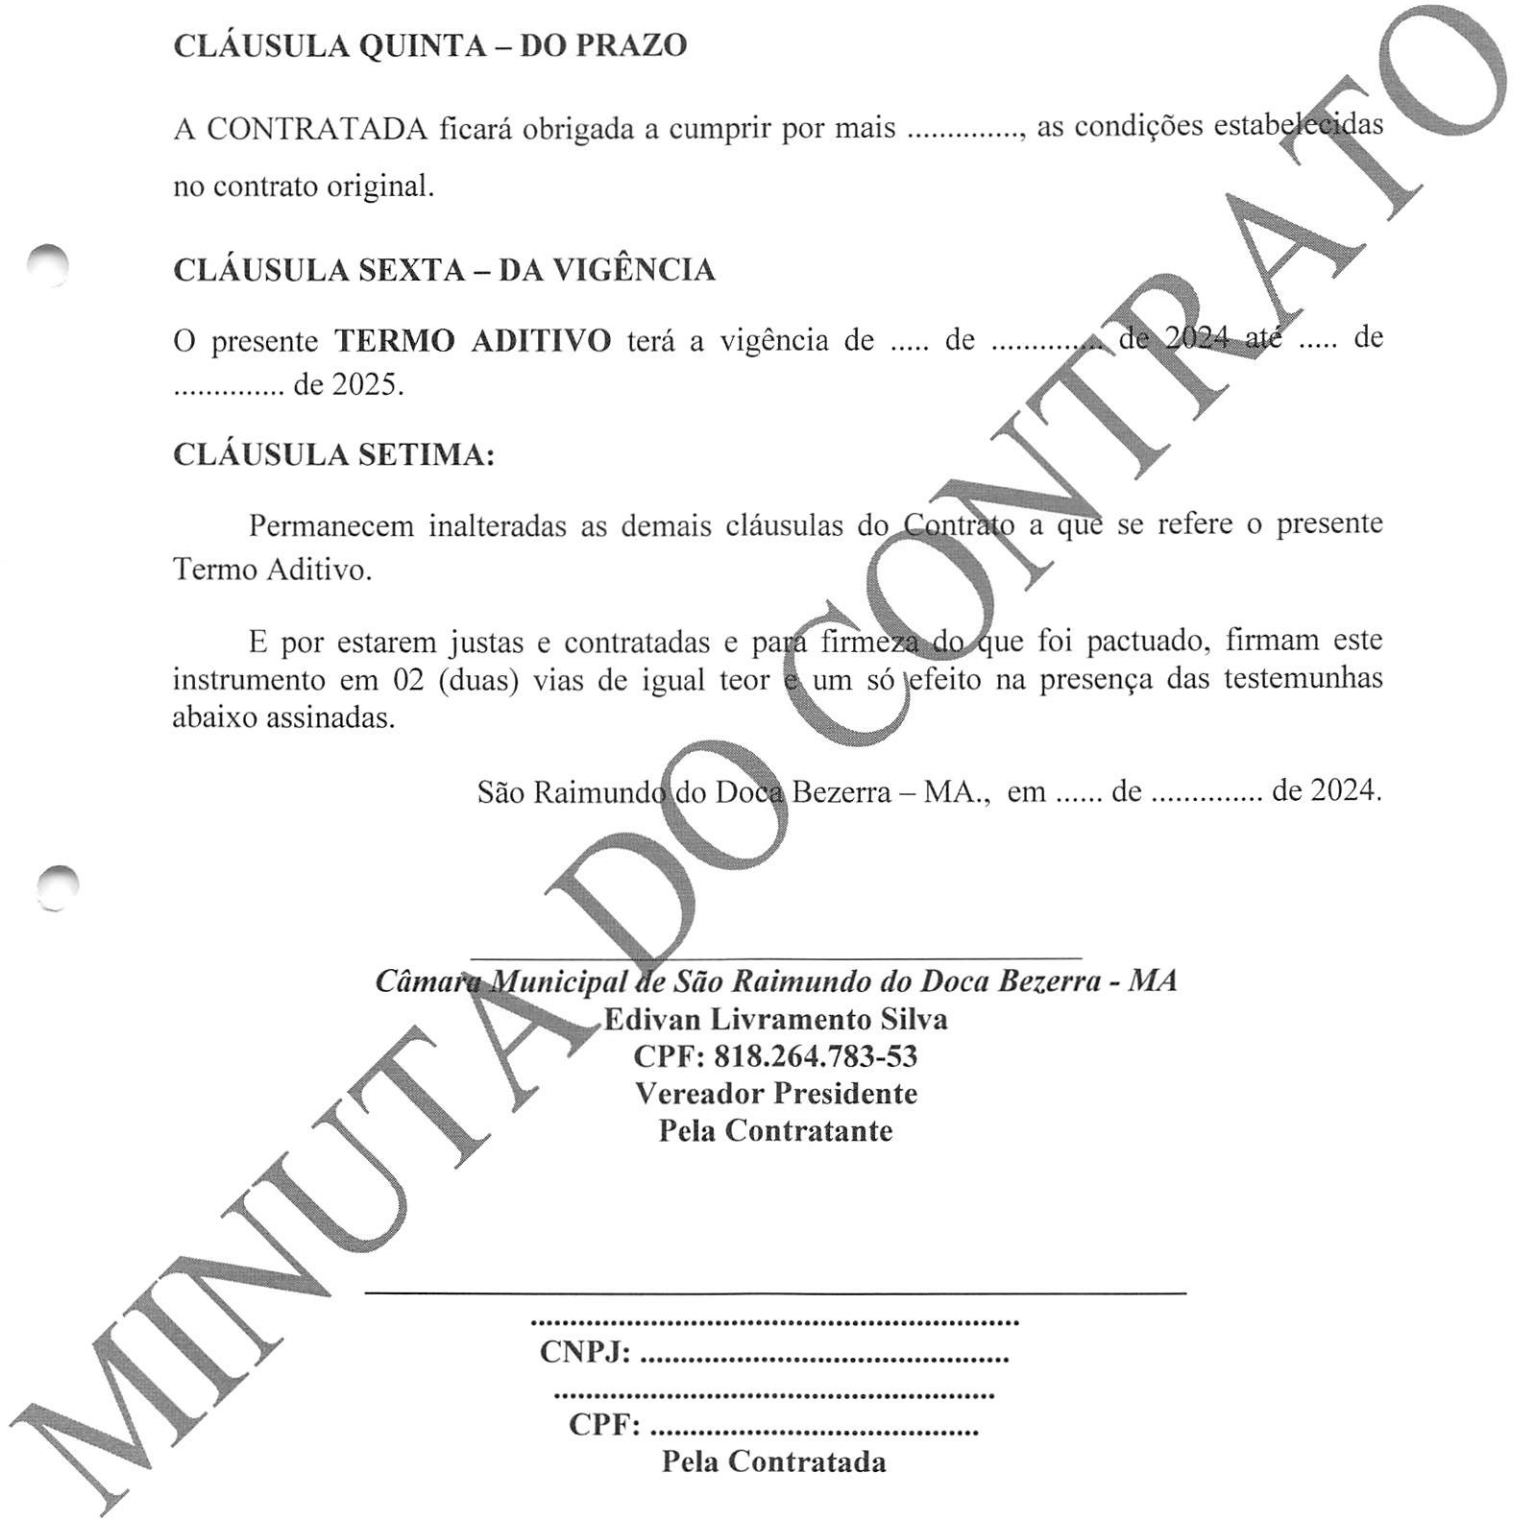 CLÁUSULA QUINTA – DO PRAZO
A CONTRATADA ficará obrigada a cumprir por mais .............., as condições estabelecidas
no contrato original.
CLÁUSULA SEXTA – DA VIGÊNCIA
O presente TERMO ADITIVO terá a vigência de ..... de .............. de 2024 até ..... de
.............. de 2025.
CLÁUSULA SETIMA:
Permanecem inalteradas as demais cláusulas do Contrato a que se refere o presente
Termo Aditivo.
E por estarem justas e contratadas e para firmeza do que foi pactuado, firmam este
instrumento em 02 (duas) vias de igual teor e um só efeito na presença das testemunhas
abaixo assinadas.
São Raimundo do Doca Bezerra – MA., em ...... de .............. de 2024.
Câmara Municipal de São Raimundo do Doca Bezerra - MA
Edivan Livramento Silva
CPF: 818.264.783-53
Vereador Presidente
Pela Contratante
..............................................................
CNPJ: ...............................................
........................................................
CPF: ..........................................
Pela Contratada
MINUTA DO CONTRATO